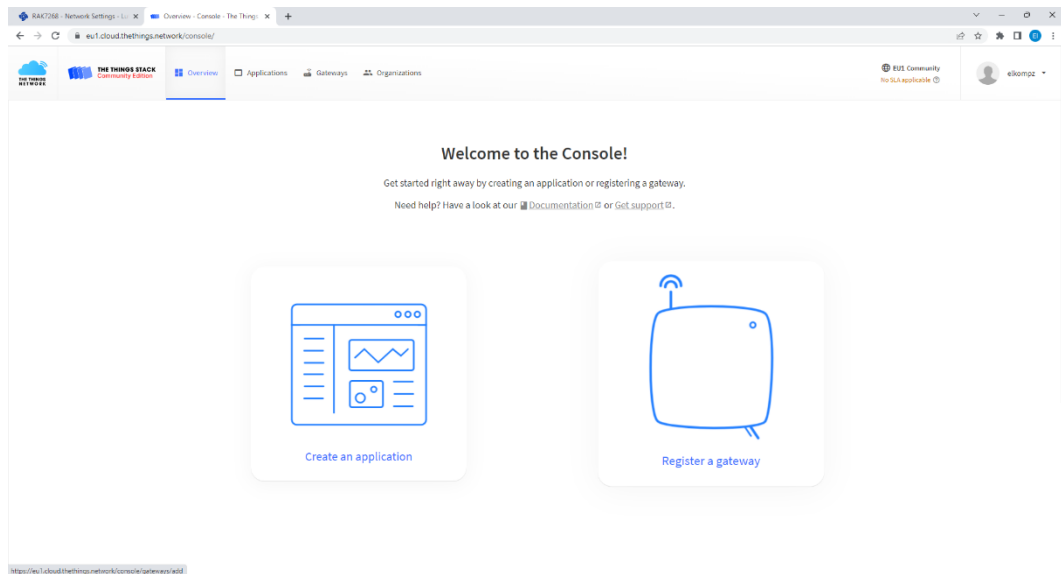 RAK7268 - Network Settings - Lu
Overview - Console - The Things
eu1.cloud.thethings.network/console/
THE THINGS NETWORK
THE THINGS STACK
Community Edition
Overview
Applications
Gateways
Organizations
EU1 Community
No SLA applicable
elkompz
Welcome to the Console!
Get started right away by creating an application or registering a gateway.
Need help? Have a look at our Documentation or Get support.
Create an application
Register a gateway
https://eu1.cloud.thethings.network/console/gateways/add